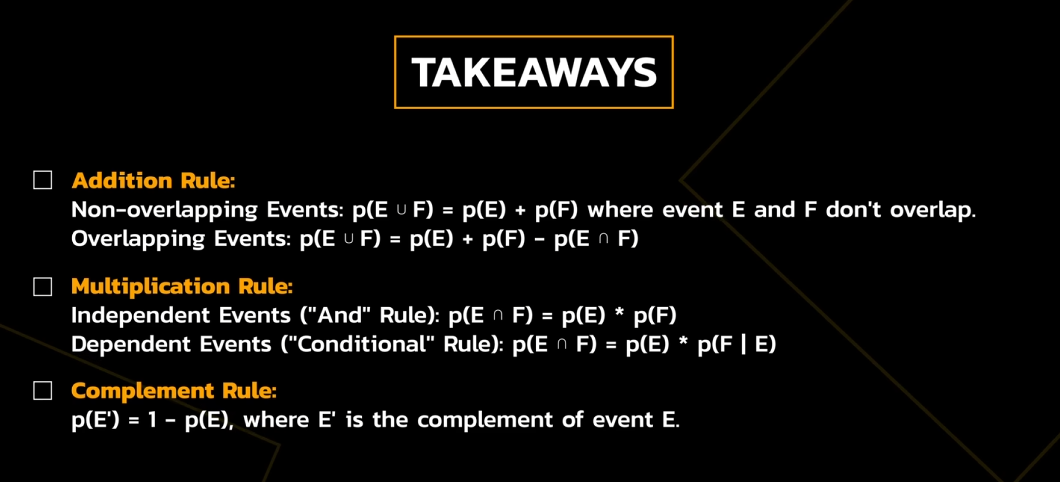 TAKEAWAYS
☐ Addition Rule:
Non-overlapping Events: p(E ∪ F) = p(E) + p(F) where event E and F don't overlap.
Overlapping Events: p(E ∪ F) = p(E) + p(F) - p(E ∩ F)
☐ Multiplication Rule:
Independent Events ("And" Rule): p(E ∩ F) = p(E) * p(F)
Dependent Events ("Conditional" Rule): p(E ∩ F) = p(E) * p(F | E)
☐ Complement Rule:
p(E') = 1 - p(E), where E' is the complement of event E.